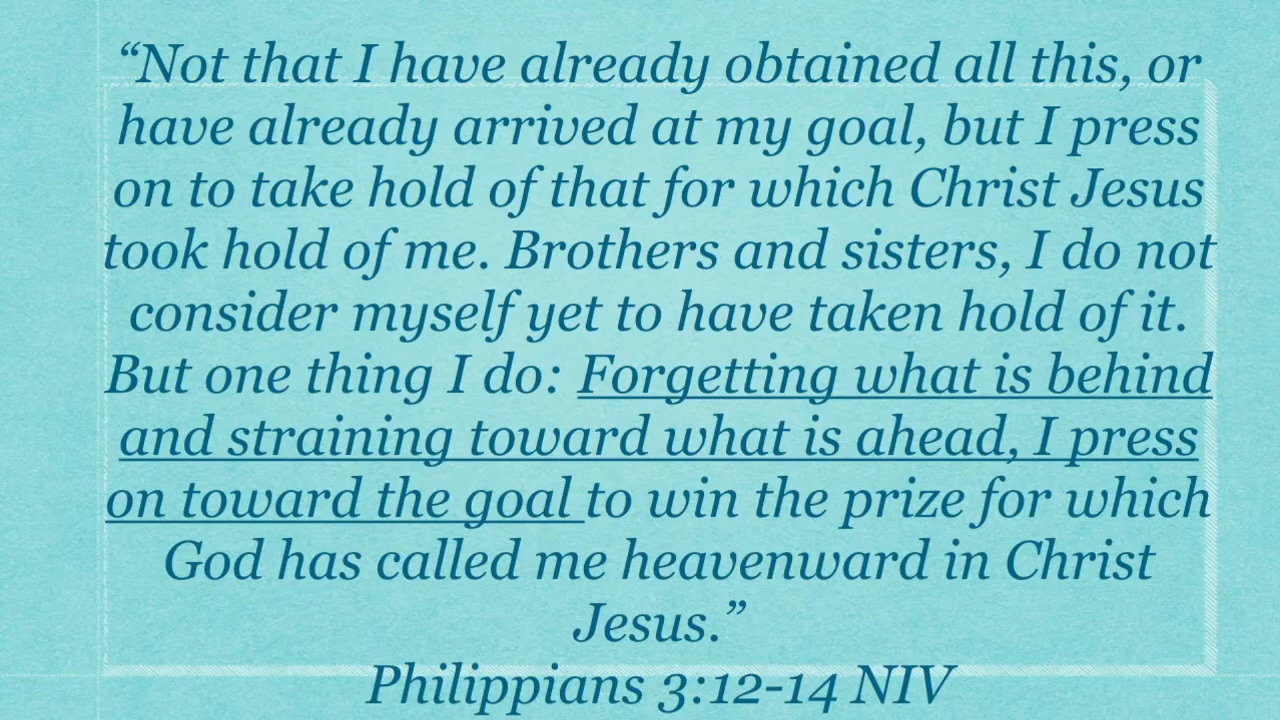 “Not that I have already obtained all this, or
have already arrived at my goal, but I press
on to take hold of that for which Christ Jesus
took hold of me. Brothers and sisters, I do not
consider myself yet to have taken hold of it.
But one thing I do: Forgetting what is behind
and straining toward what is ahead, I press
on toward the goal to win the prize for which
God has called me heavenward in Christ
Jesus.”
Philippians 3:12-14 NIV